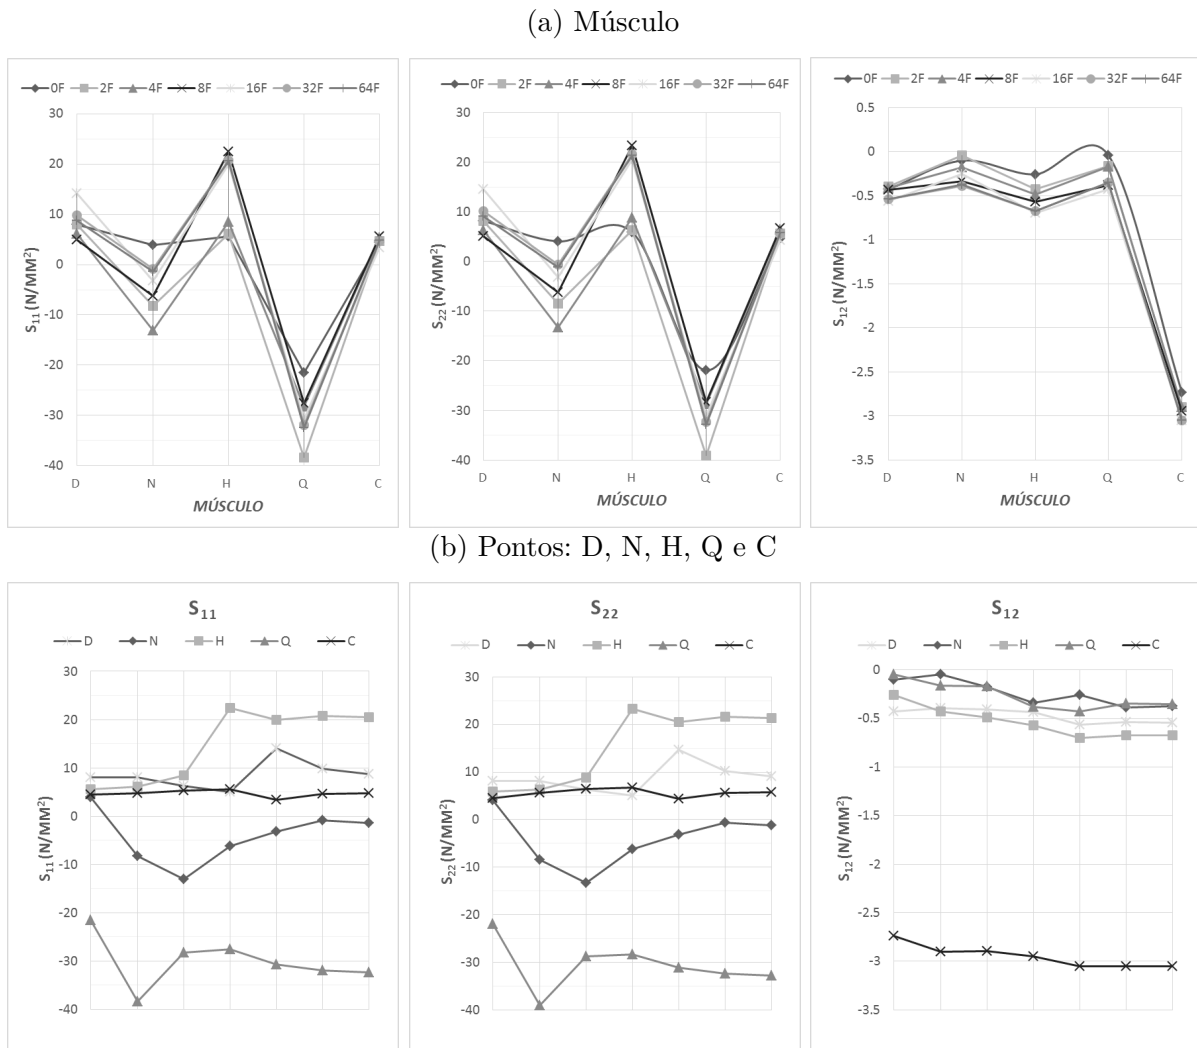 (a) Músculo
0F 2F 4F 8F 16F 32F 64F
30
20
10
0
-10
-20
-30
-40
S11 (N/MM²)
D N H Q C
MÚSCULO
0F 2F 4F 8F 16F 32F 64F
30
20
10
0
-10
-20
-30
-40
S22 (N/MM²)
D N H Q C
MÚSCULO
0F 2F 4F 8F 16F 32F 64F
0.5
0
-0.5
-1
-1.5
-2
-2.5
-3
-3.5
S12 (N/MM²)
D N H Q C
MÚSCULO
(b) Pontos: D, N, H, Q e C
S11
D N H Q C
30
20
10
0
-10
-20
-30
-40
S11 (N/MM²)
S22
D N H Q C
30
20
10
0
-10
-20
-30
-40
S22 (N/MM²)
S12
D N H Q C
0
-0.5
-1
-1.5
-2
-2.5
-3
-3.5
S12 (N/MM²)